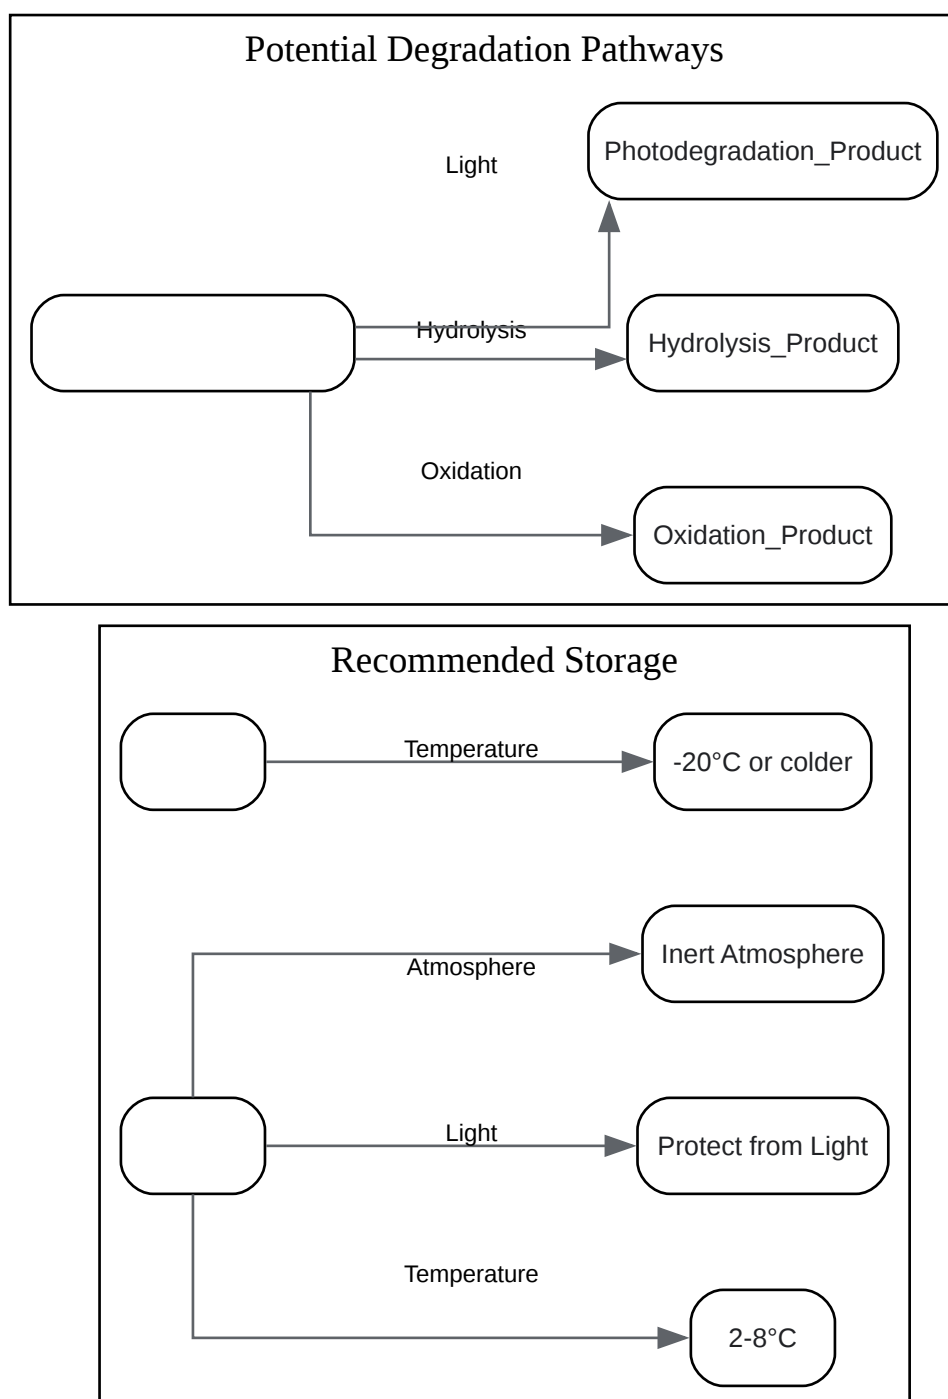 Potential Degradation Pathways
Light
Photodegradation_Product
Hydrolysis
Hydrolysis_Product
Oxidation
Oxidation_Product
Recommended Storage
Temperature
-20°C or colder
Atmosphere
Inert Atmosphere
Light
Protect from Light
Temperature
2-8°C